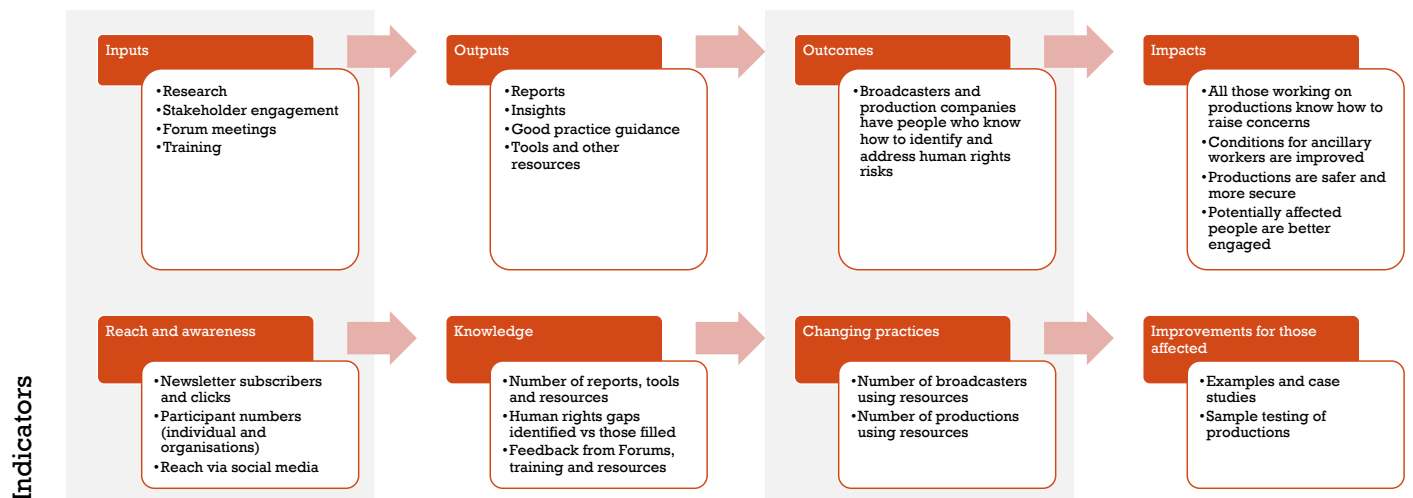 Inputs
•Research
•Stakeholder engagement
•Forum meetings
•Training
Outputs
•Reports
•Insights
•Good practice guidance
•Tools and other
resources
Outcomes
•Broadcasters and
production companies
have people who know
how to identify and
address human rights
risks
Impacts
•All those working on
productions know how to
raise concerns
•Conditions for ancillary
workers are improved
•Productions are safer and
more secure
•Potentially affected
people are better
engaged
Indicators
Reach and awareness
•Newsletter subscribers
and clicks
•Participant numbers
(individual and
organisations)
•Reach via social media
Knowledge
•Number of reports, tools
and resources
•Human rights gaps
identified vs those filled
•Feedback from Forums,
training and resources
Changing practices
•Number of broadcasters
using resources
•Number of productions
using resources
Improvements for those
affected
•Examples and case
studies
•Sample testing of
productions